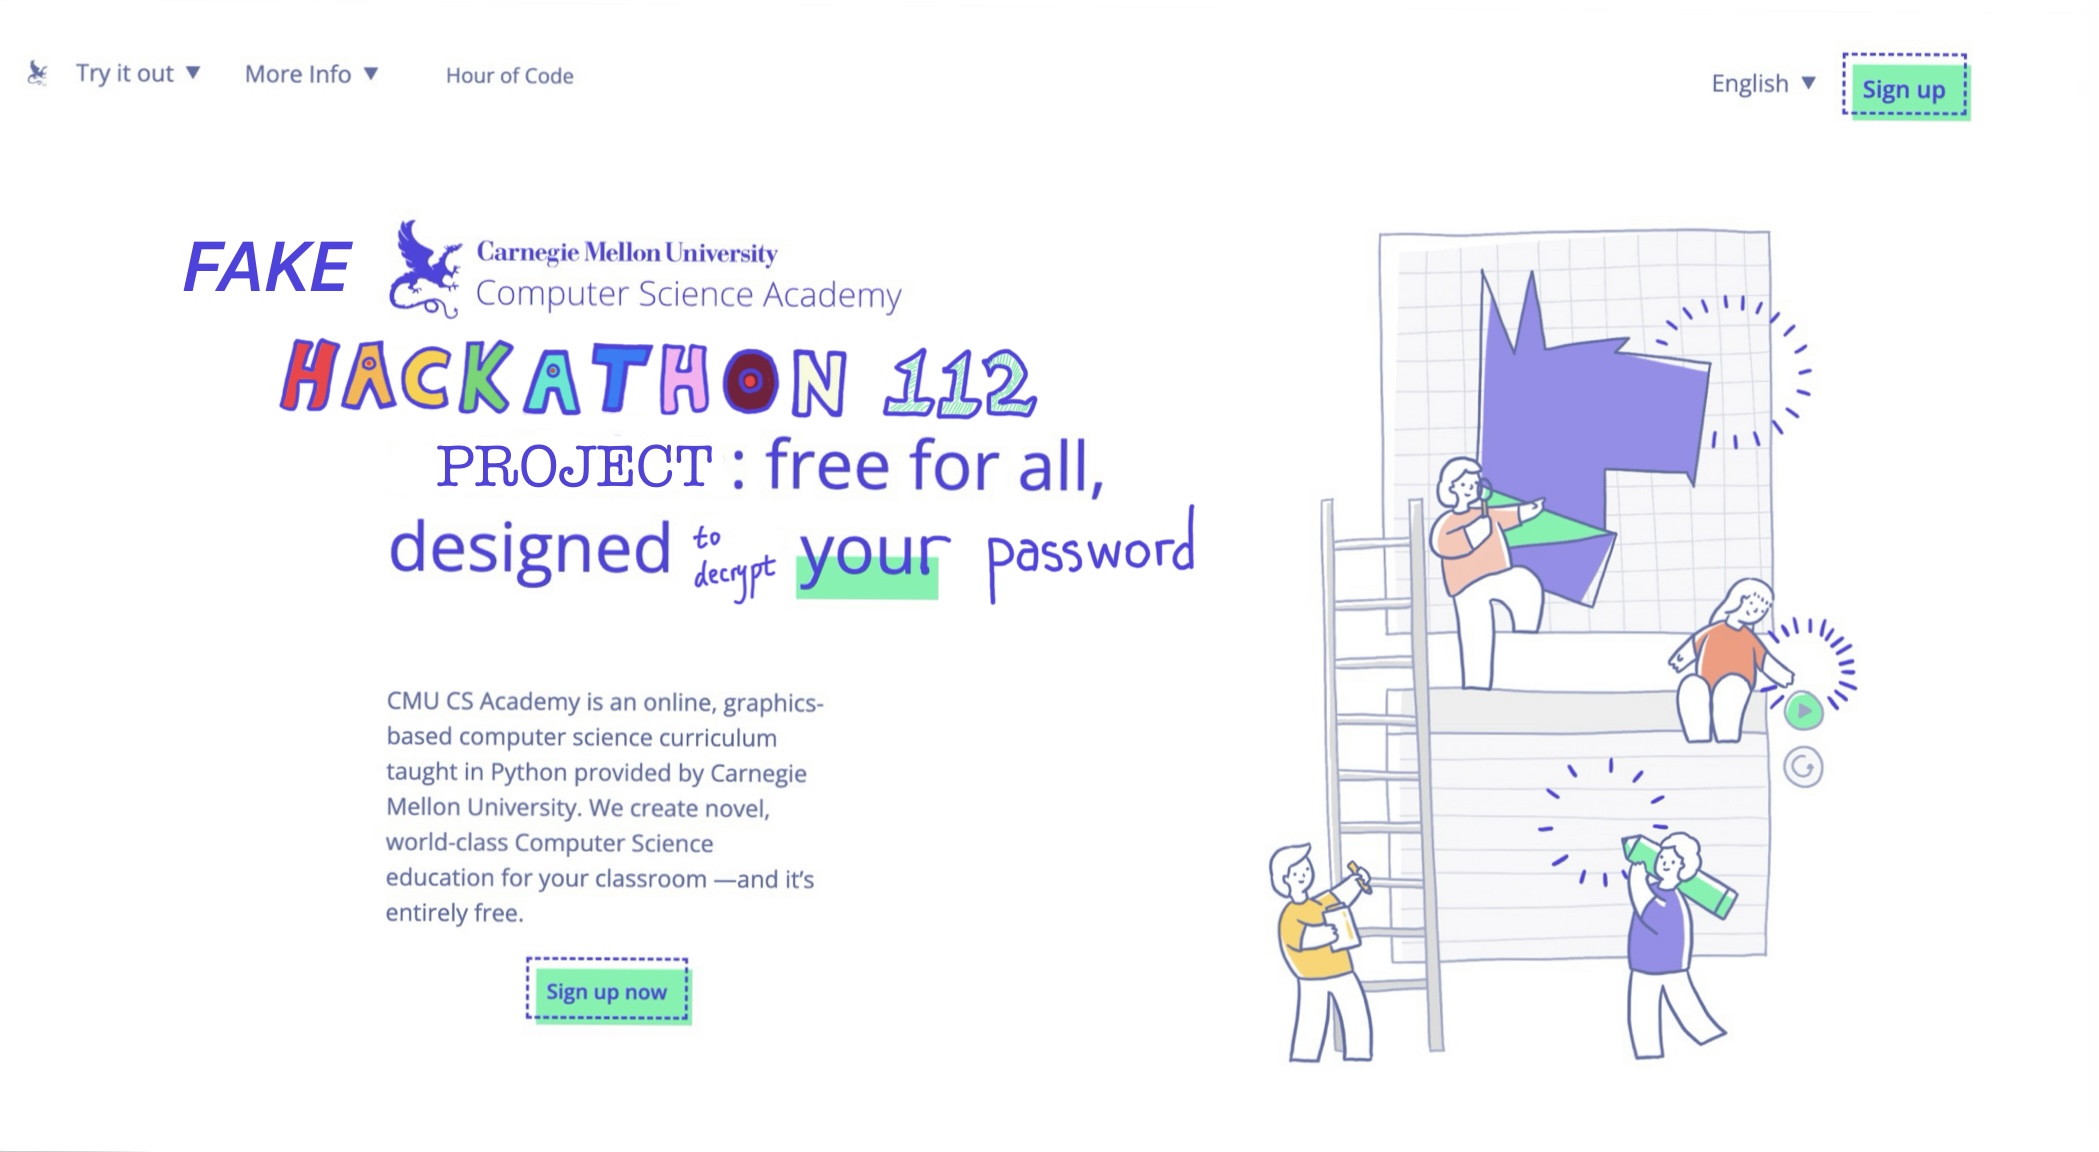 Try it out ▼ More Info ▼ Hour of Code English ▼ Sign up
FAKE
Carnegie Mellon University
Computer Science Academy
HACKATHON 112
PROJECT : free for all,
designed to decrypt your password
CMU CS Academy is an online, graphics-
based computer science curriculum
taught in Python provided by Carnegie
Mellon University. We create novel,
world-class Computer Science
education for your classroom —and it’s
entirely free.
Sign up now